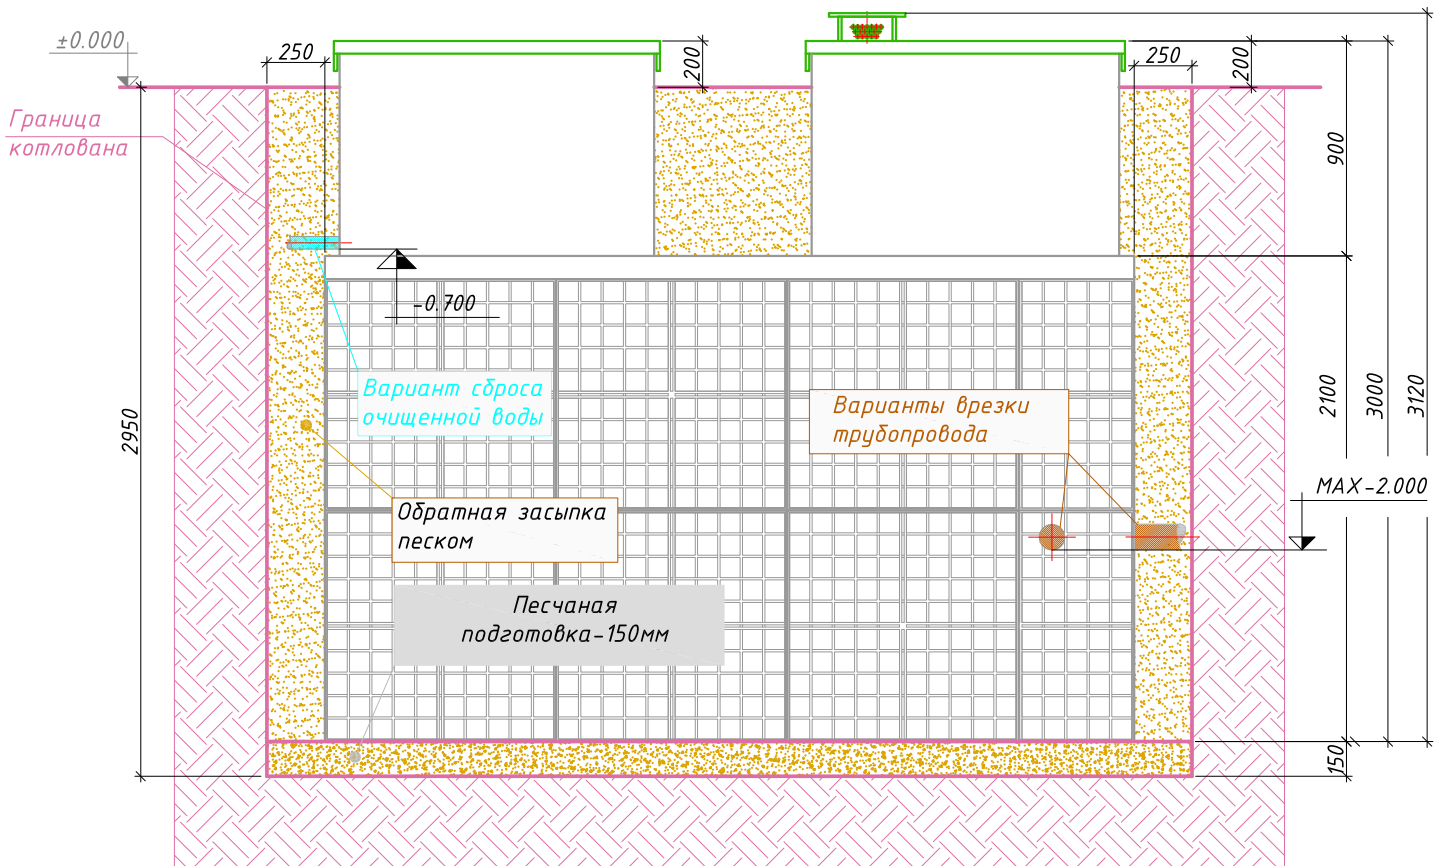 ±0.000
250
200
200
250
Граница
котлована
900
-0.700
Вариант сброса
очищенной воды
Варианты врезки
трубопровода
2100
3000
3120
2950
MAX-2.000
Обратная засыпка
песком
Песчаная
подготовка-150мм
150